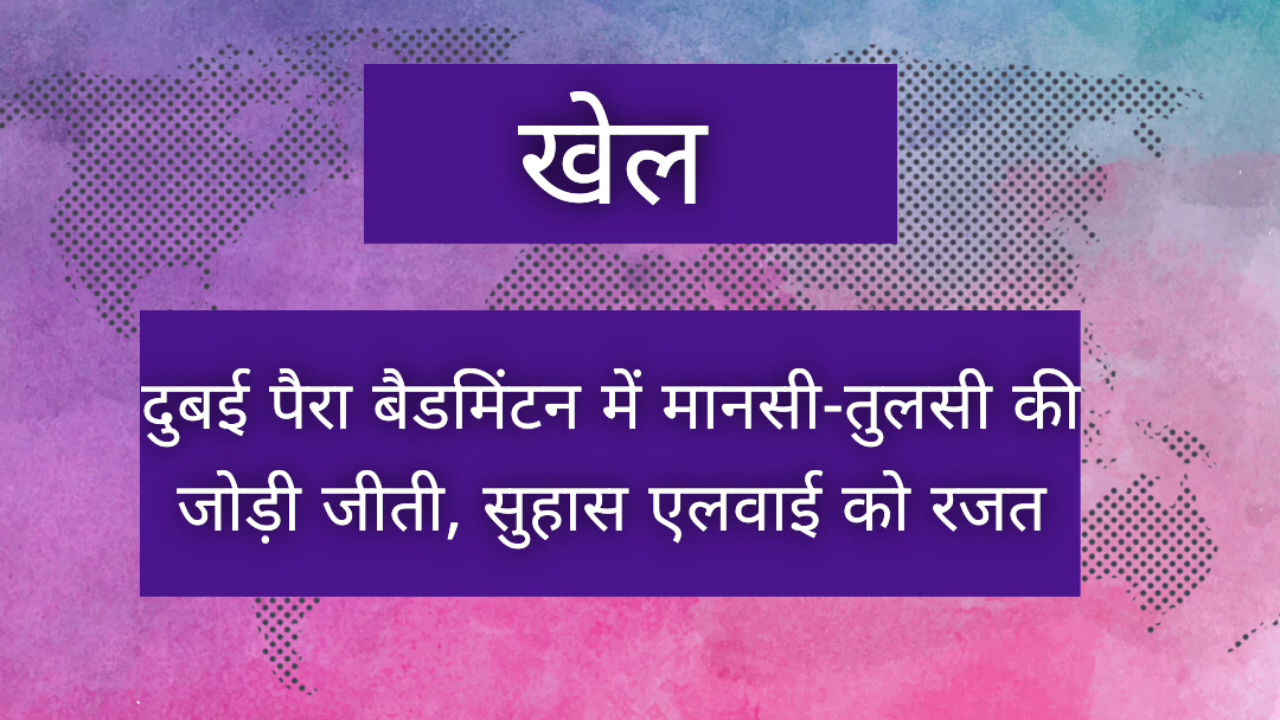 खेल
दुबई पैरा बैडमिंटन में मानसी-तुलसी की
जोड़ी जीती, सुहास एलवाई को रजत